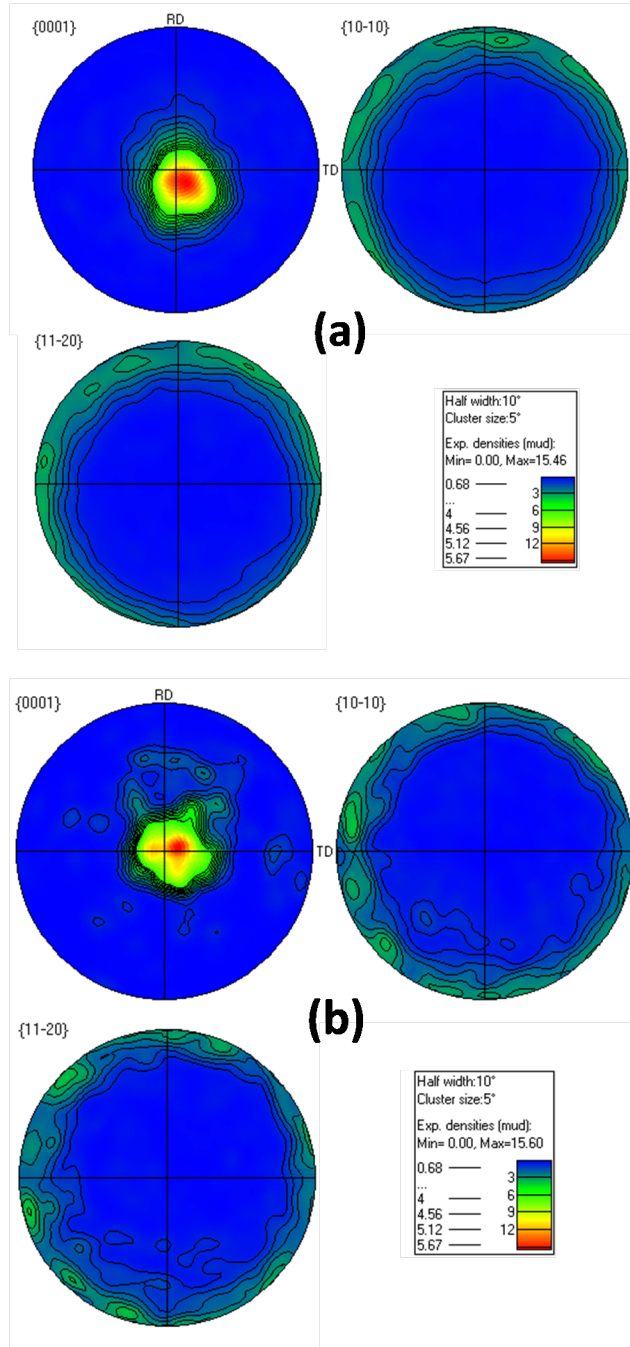 {0001}
RD
{10-10}
TD
(a)
{11-20}
Half width:10°
Cluster size:5°
Exp. densities (mud):
Min= 0.00, Max=15.46
0.68
3
...
4
6
4.56
9
5.12
12
5.67
{0001}
RD
{10-10}
TD
(b)
{11-20}
Half width:10°
Cluster size:5°
Exp. densities (mud):
Min= 0.00, Max=15.60
0.68
3
...
4
6
4.56
9
5.12
12
5.67